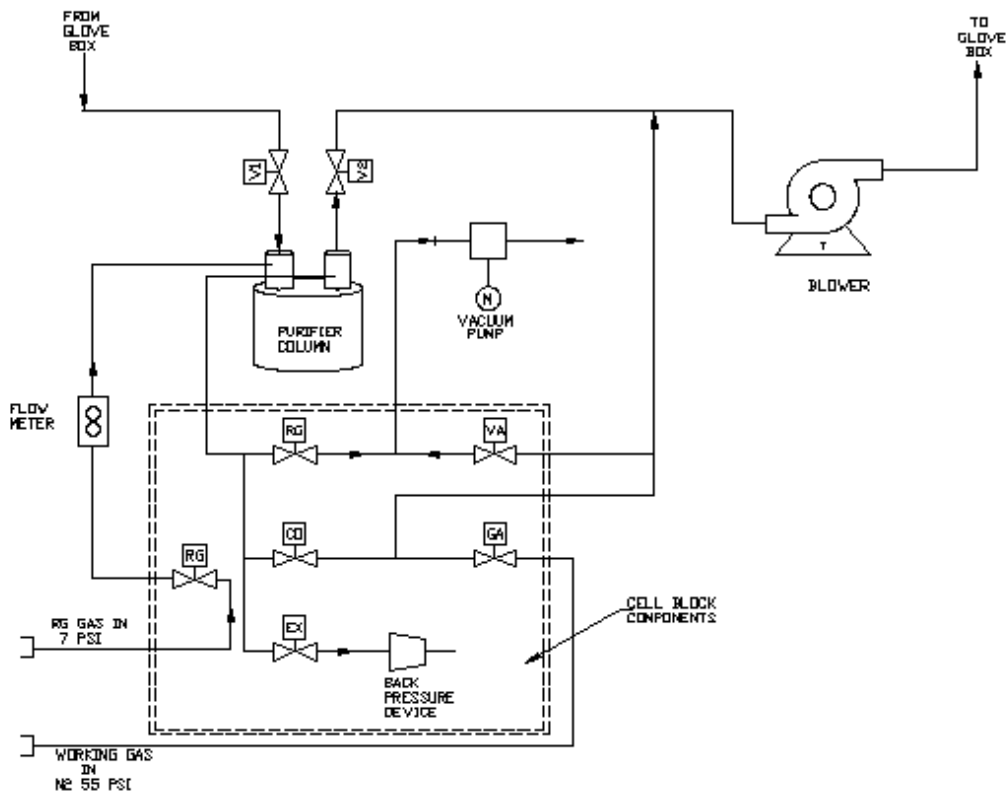 FROM
GLOVE
BOX
TO
GLOVE
BOX
V1
V2
T
BLOWER
N
VACUUM
PUNP
PURIFIER
COLUMN
FLOW
METER
RG
VA
CO
GA
RG
EX
CELL BLOCK
COMPONENTS
RG GAS IN
7 PSI
BACK
PRESSURE
DEVICE
WORKING GAS
IN
N2 55 PSI